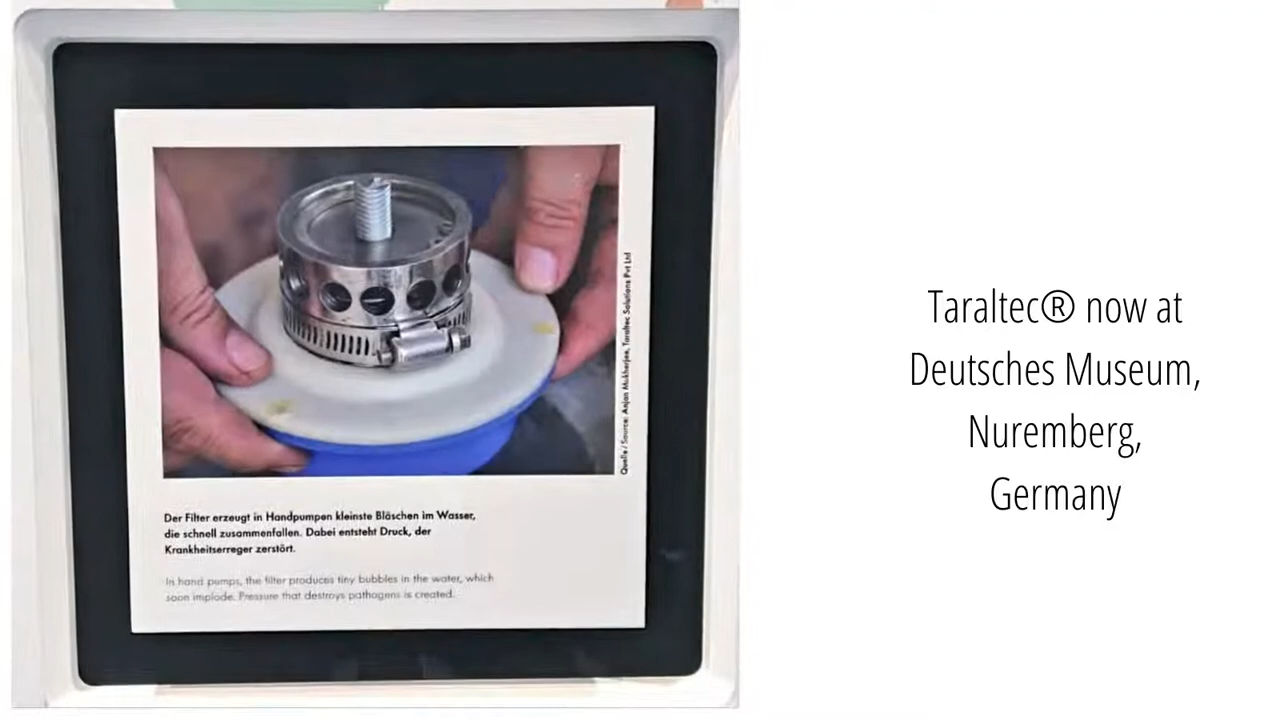 Quelle / Source: Anjan Mukherjee, Taraltec Solutions Pvt Ltd
Der Filter erzeugt in Handpumpen kleinste Bläschen im Wasser,
die schnell zusammenfallen. Dabei entsteht Druck, der
Krankheitserreger zerstört.
In hand pumps, the filter produces tiny bubbles in the water, which
soon implode. Pressure that destroys pathogens is created.
Taraltec® now at
Deutsches Museum,
Nuremberg,
Germany